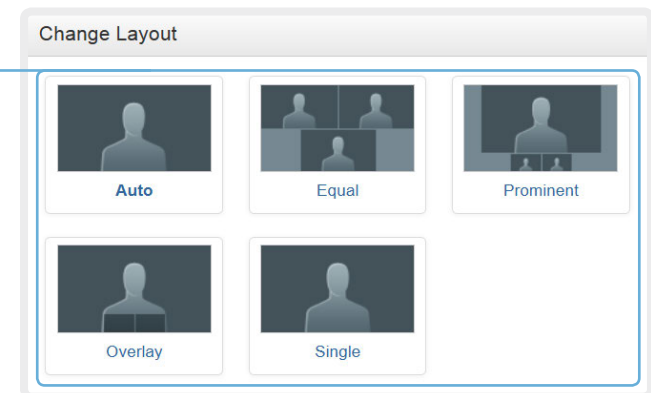 Change Layout
Auto
Equal
Prominent
Overlay
Single